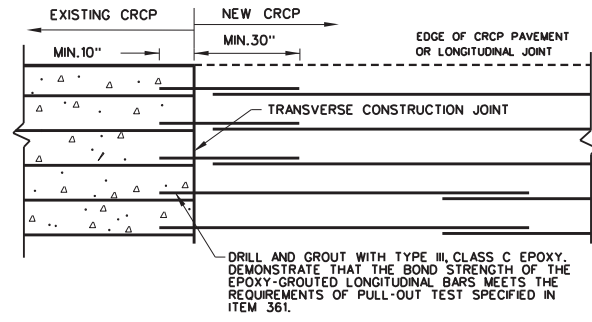 EXISTING CRCP
NEW CRCP
MIN.10"
MIN.30"
EDGE OF CRCP PAVEMENT
OR LONGITUDINAL JOINT
TRANSVERSE CONSTRUCTION JOINT
DRILL AND GROUT WITH TYPE III, CLASS C EPOXY.
DEMONSTRATE THAT THE BOND STRENGTH OF THE
EPOXY-GROUTED LONGITUDINAL BARS MEETS THE
REQUIREMENTS OF PULL-OUT TEST SPECIFIED IN
ITEM 361.